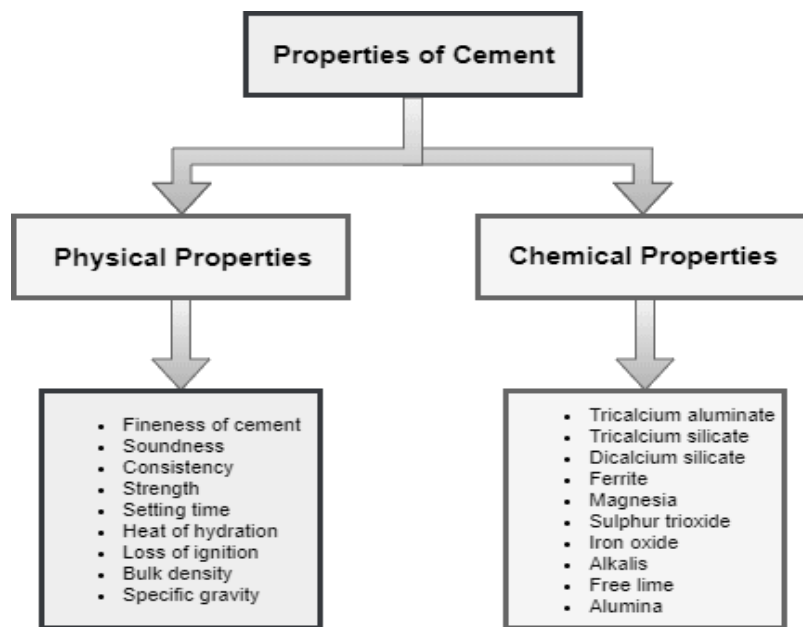 Properties of Cement
Physical Properties
Chemical Properties
• Fineness of cement
• Soundness
• Consistency
• Strength
• Setting time
• Heat of hydration
• Loss of ignition
• Bulk density
• Specific gravity
• Tricalcium aluminate
• Tricalcium silicate
• Dicalcium silicate
• Ferrite
• Magnesia
• Sulphur trioxide
• Iron oxide
• Alkalis
• Free lime
• Alumina